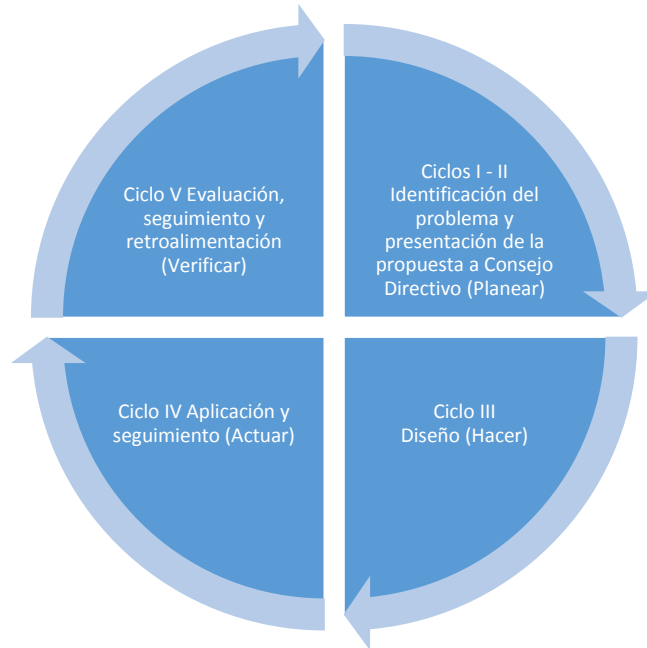 Ciclo V Evaluación,
seguimiento y
retroalimentación
(Verificar)
Ciclos I - II
Identificación del
problema y
presentación de la
propuesta a Consejo
Directivo (Planear)
Ciclo IV Aplicación y
seguimiento (Actuar)
Ciclo III
Diseño (Hacer)